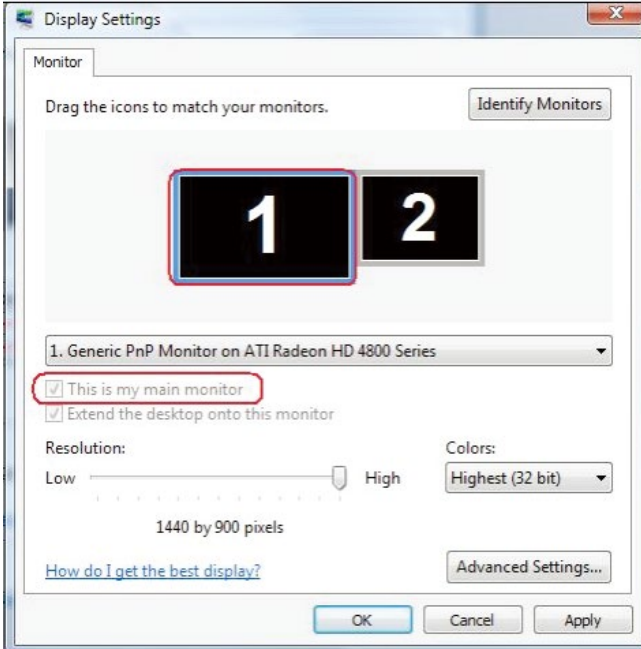 Display Settings
Monitor
Drag the icons to match your monitors.
Identify Monitors
1
2
1. Generic PnP Monitor on ATI Radeon HD 4800 Series
This is my main monitor
Extend the desktop onto this monitor
Resolution:
Colors:
Low
High
Highest (32 bit)
1440 by 900 pixels
How do I get the best display?
Advanced Settings...
OK
Cancel
Apply